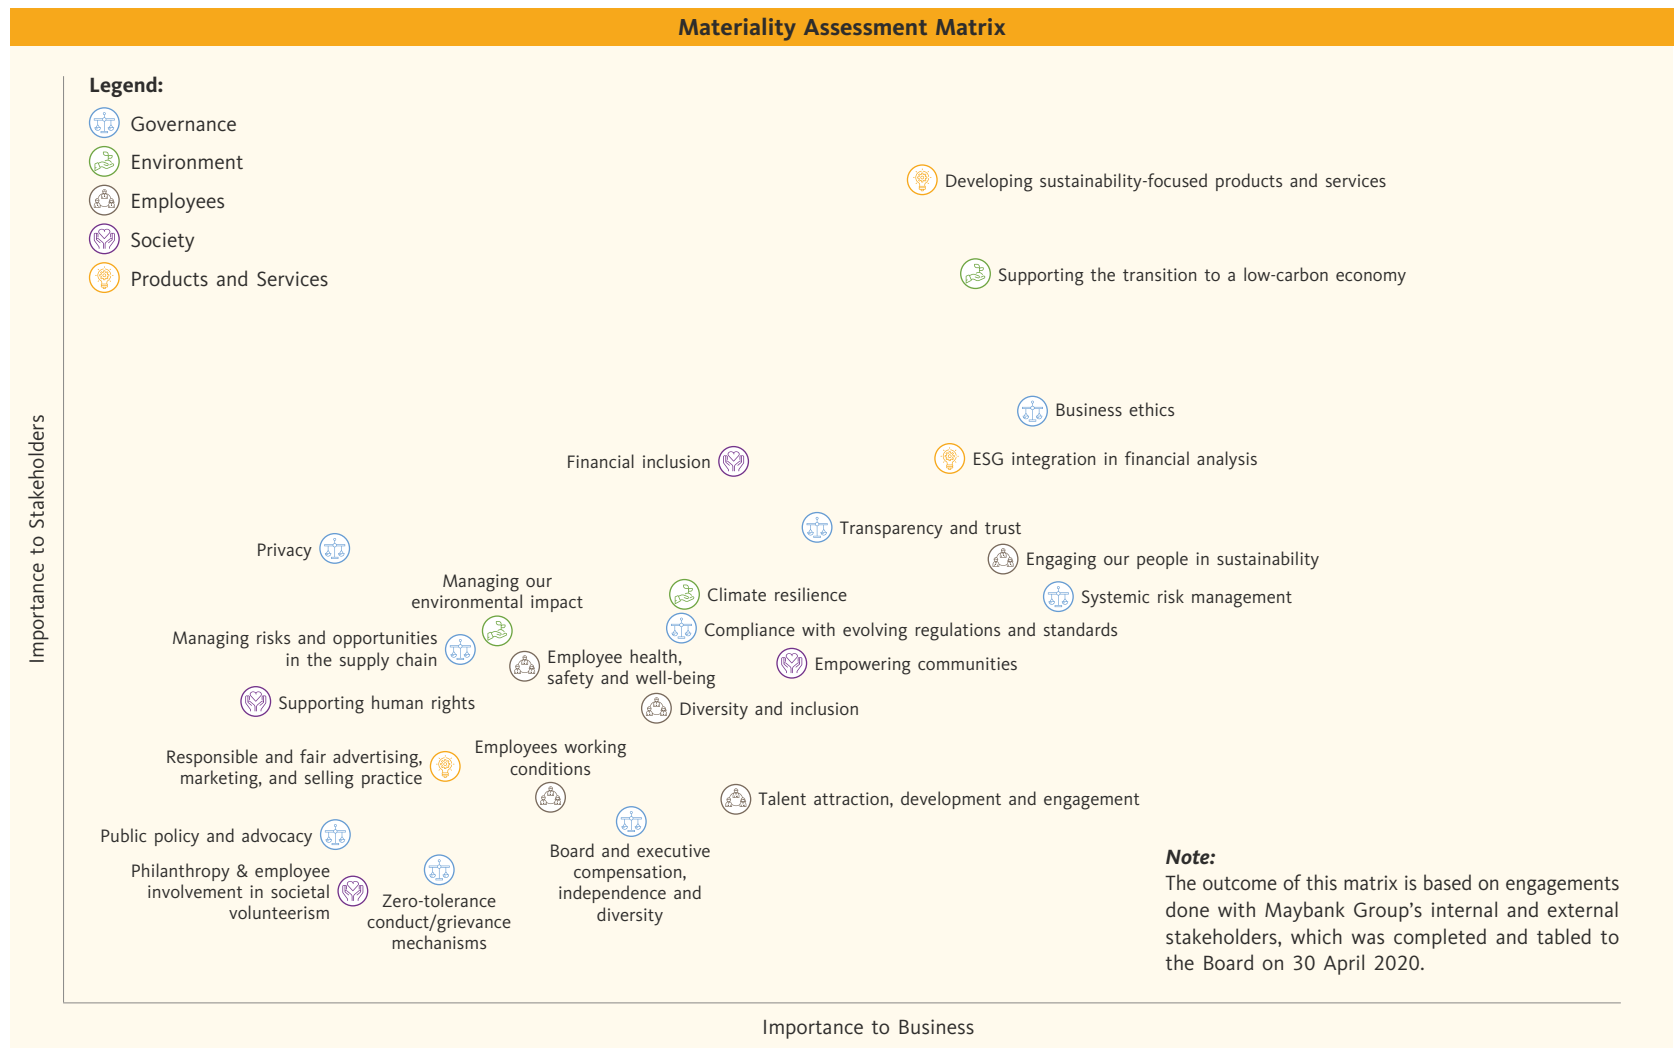 Materiality Assessment Matrix
Legend:
Governance
Environment
Employees
Society
Products and Services
Developing sustainability-focused products and services
Supporting the transition to a low-carbon economy
Business ethics
Financial inclusion
ESG integration in financial analysis
Transparency and trust
Privacy
Engaging our people in sustainability
Managing our
environmental impact
Climate resilience
Systemic risk management
Compliance with evolving regulations and standards
Managing risks and opportunities
in the supply chain
Employee health,
safety and well-being
Empowering communities
Supporting human rights
Diversity and inclusion
Responsible and fair advertising,
marketing, and selling practice
Employees working
conditions
Talent attraction, development and engagement
Public policy and advocacy
Board and executive
compensation,
independence and
diversity
Philanthropy & employee
involvement in societal
volunteerism
Zero-tolerance
conduct/grievance
mechanisms
Note:
The outcome of this matrix is based on engagements
done with Maybank Group's internal and external
stakeholders, which was completed and tabled to
the Board on 30 April 2020.
Importance to Stakeholders
Importance to Business